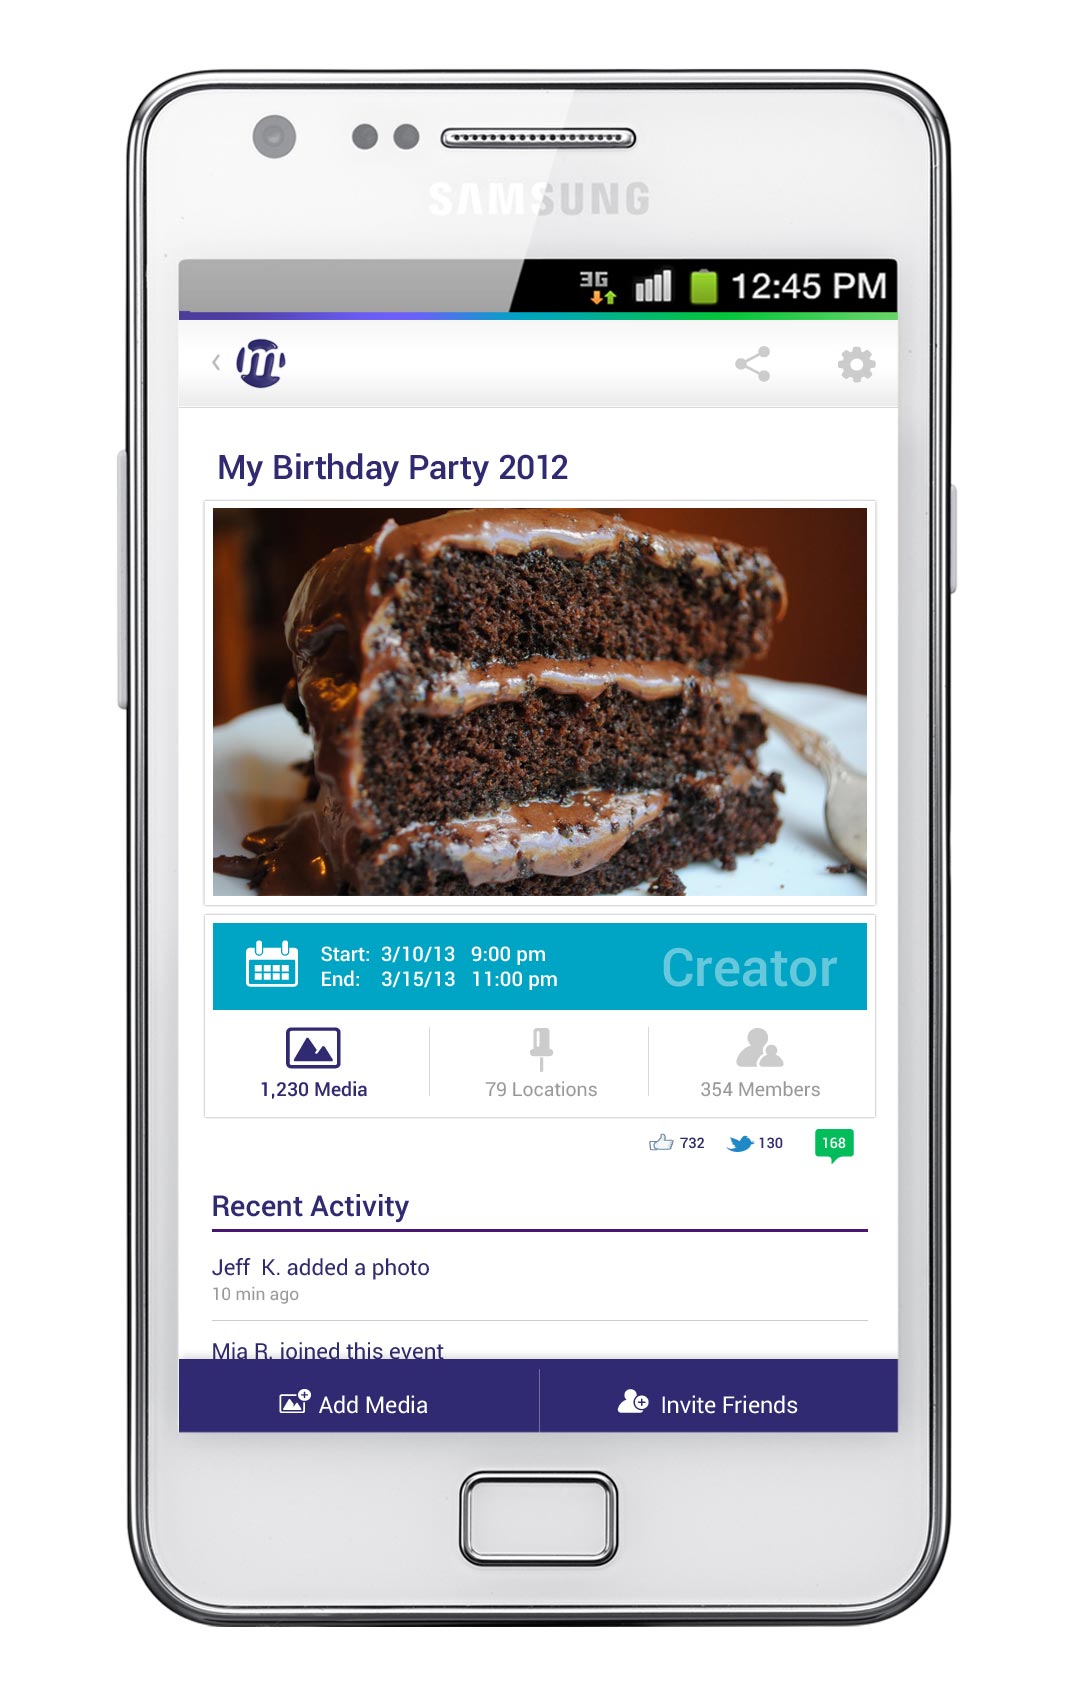 SAMSUNG
3G 12:45 PM
m
My Birthday Party 2012
Start: 3/10/13 9:00 pm
End: 3/15/13 11:00 pm
Creator
1,230 Media
79 Locations
354 Members
732
130
168
Recent Activity
Jeff K. added a photo
10 min ago
Mia R. joined this event
Add Media
Invite Friends